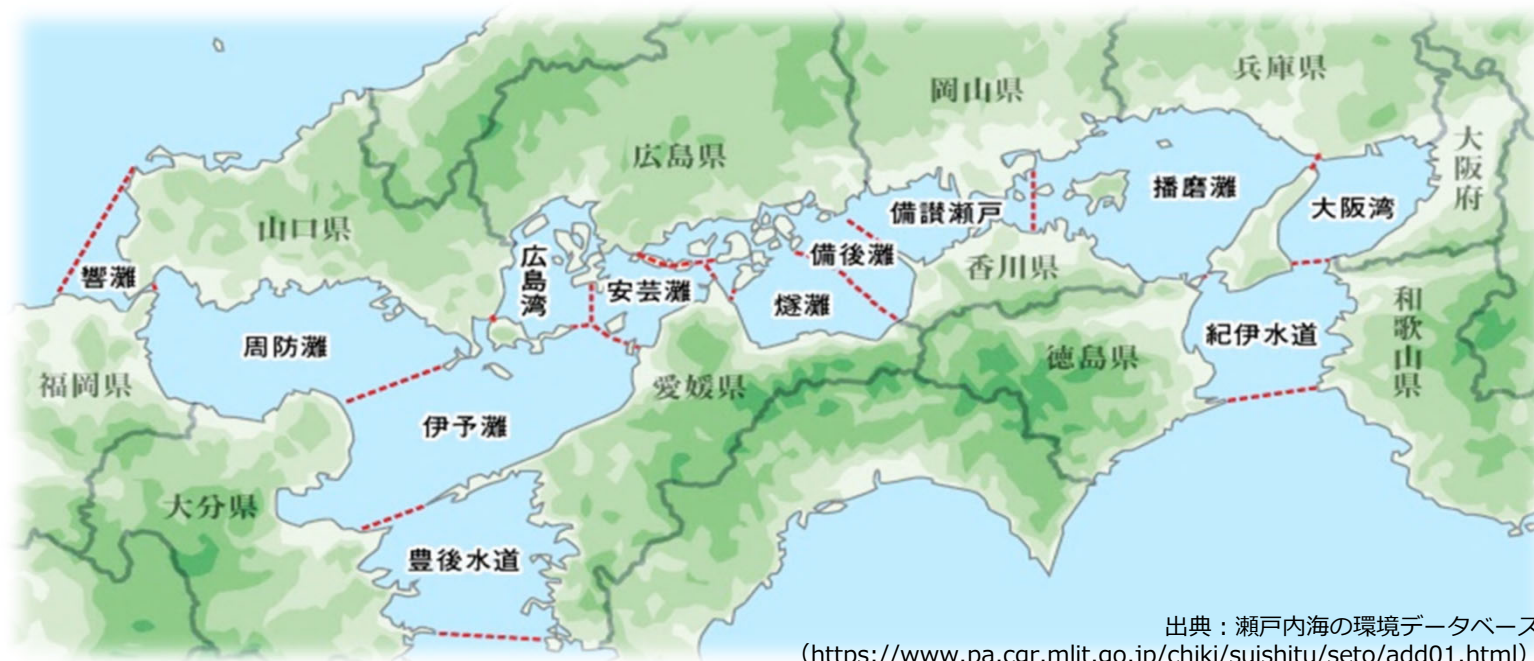 兵庫県
岡山県
大阪府
広島県
播磨灘
備讃瀬戸
大阪湾
山口県
広島湾
備後灘
香川県
響灘
安芸灘
燧灘
和歌山県
紀伊水道
周防灘
徳島県
福岡県
愛媛県
伊予灘
大分県
豊後水道
出典：瀬戸内海の環境データベース
（https://www.pa.cgr.mlit.go.jp/chiki/suishitu/seto/add01.html）